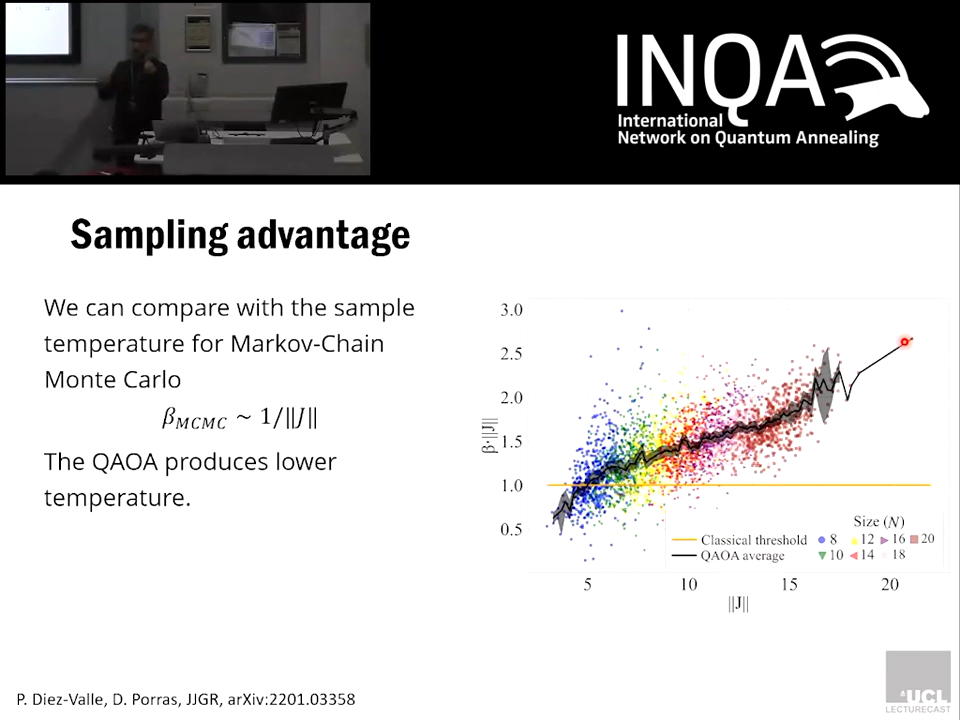 INQA
International
Network on Quantum Annealing
Sampling advantage
We can compare with the sample
temperature for Markov-Chain
Monte Carlo
β_MCMC ~ 1/‖J‖
The QAOA produces lower
temperature.
3.0
2.5
2.0
1.5
1.0
0.5
β·||J||
5 10 15 20
||J||
Size (N)
Classical threshold 8 12 16 20
QAOA average 10 14 18
P. Diez-Valle, D. Porras, JJGR, arXiv:2201.03358
UCL
LECTURECAST